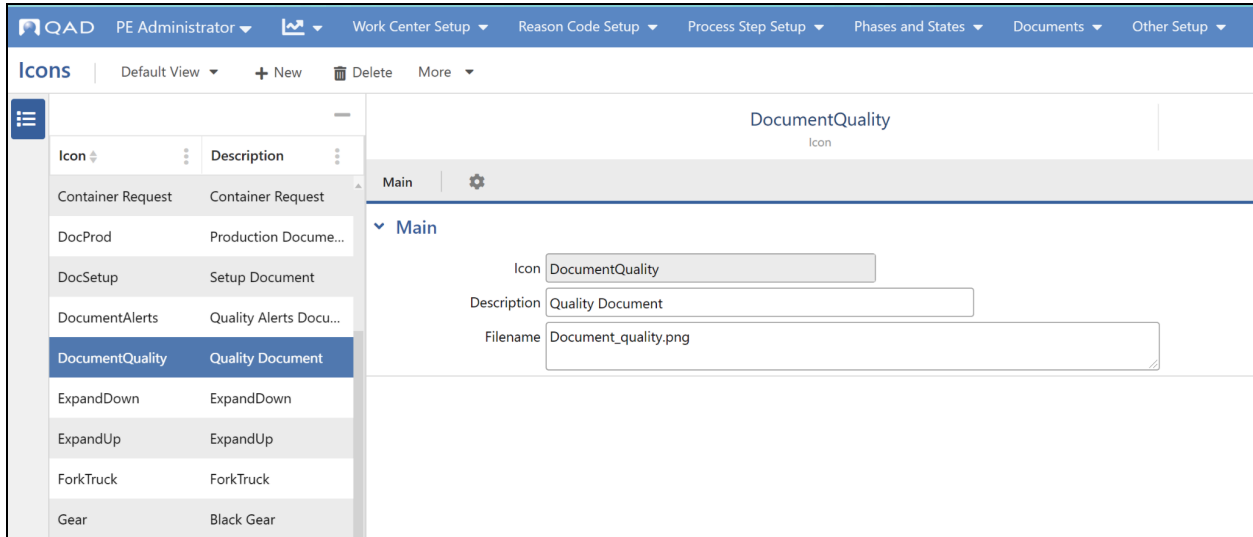 QAD PE Administrator Work Center Setup Reason Code Setup Process Step Setup Phases and States Documents Other Setup
Icons Default View + New Delete More
DocumentQuality
Icon
Icon Description
Main
Container Request Container Request
DocProd Production Docume...
DocSetup Setup Document
DocumentAlerts Quality Alerts Docu...
DocumentQuality Quality Document
ExpandDown ExpandDown
ExpandUp ExpandUp
ForkTruck ForkTruck
Gear Black Gear
Main
Icon DocumentQuality
Description Quality Document
Filename Document_quality.png